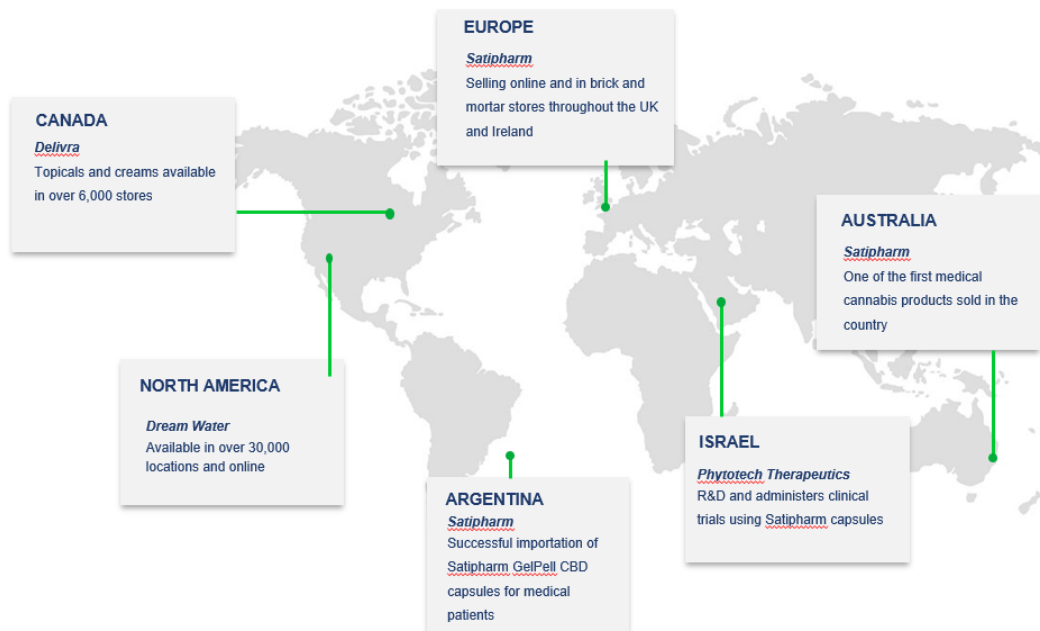 EUROPE
Satipharm
Selling online and in brick and
mortar stores throughout the UK
and Ireland
CANADA
Delivra
Topicals and creams available
in over 6,000 stores
AUSTRALIA
Satipharm
One of the first medical
cannabis products sold in the
country
NORTH AMERICA
Dream Water
Available in over 30,000
locations and online
ISRAEL
Phytotech Therapeutics
R&D and administers clinical
trials using Satipharm capsules
ARGENTINA
Satipharm
Successful importation of
Satipharm GelPell CBD
capsules for medical
patients